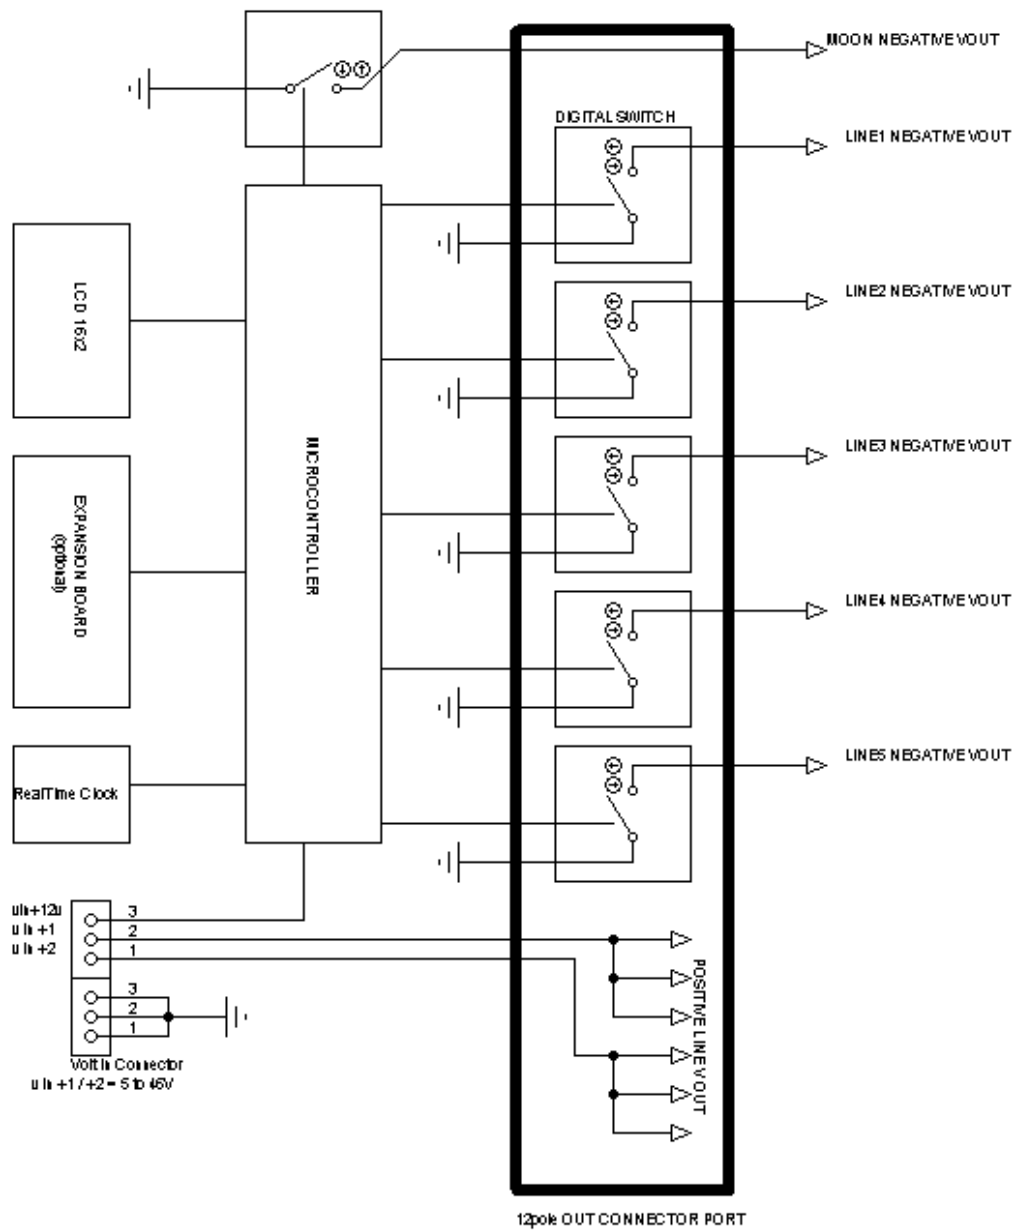 MOON NEGATIVE VOUT
DIGITAL SWITCH
LINE1 NEGATIVE VOUT
LINE2 NEGATIVE VOUT
LINE3 NEGATIVE VOUT
LINE4 NEGATIVE VOUT
LINE5 NEGATIVE VOUT
LCD 16x2
MICROCONTROLLER
EXPANSION BOARD
(optional)
RealTime Clock
3
2
1
3
2
1
Volt In Connector
POSITIVE LINE VOUT
12pole OUT CONNECTOR PORT